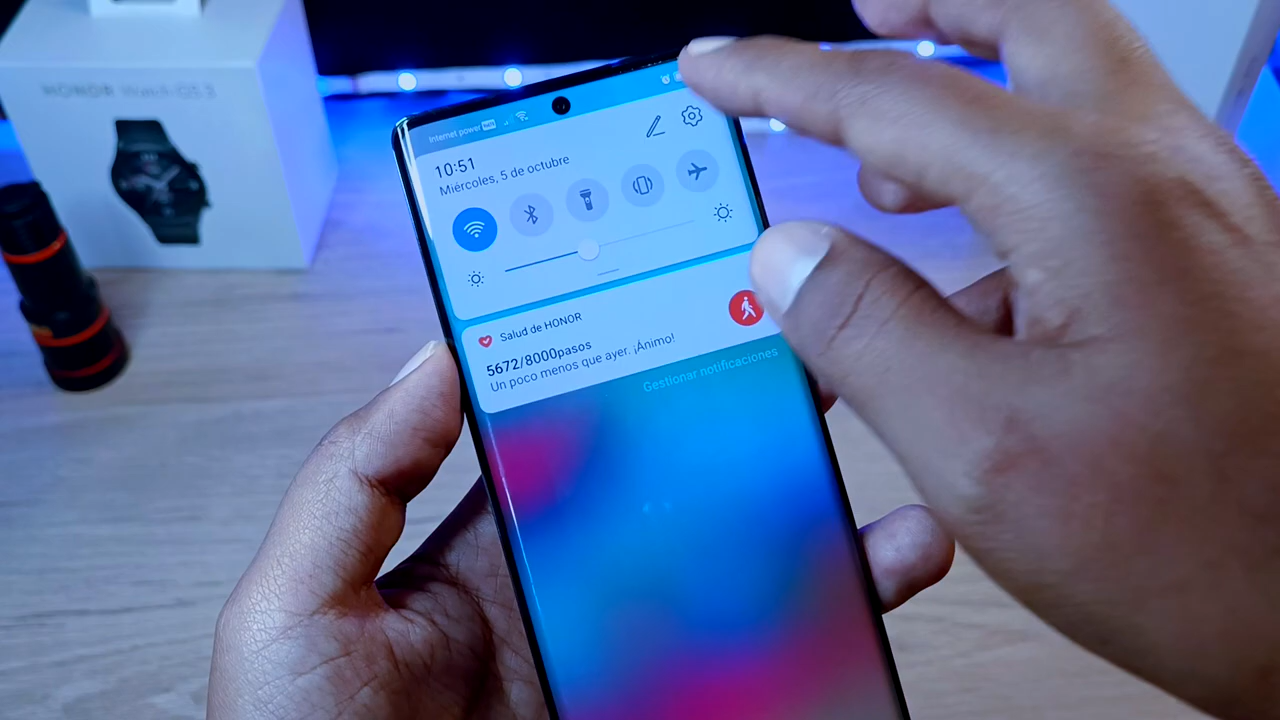 HONOR Watch GS 3
Internet power
10:51
Miércoles, 5 de octubre
Salud de HONOR
5672/8000pasos
Un poco menos que ayer. ¡Ánimo!
Gestionar notificaciones